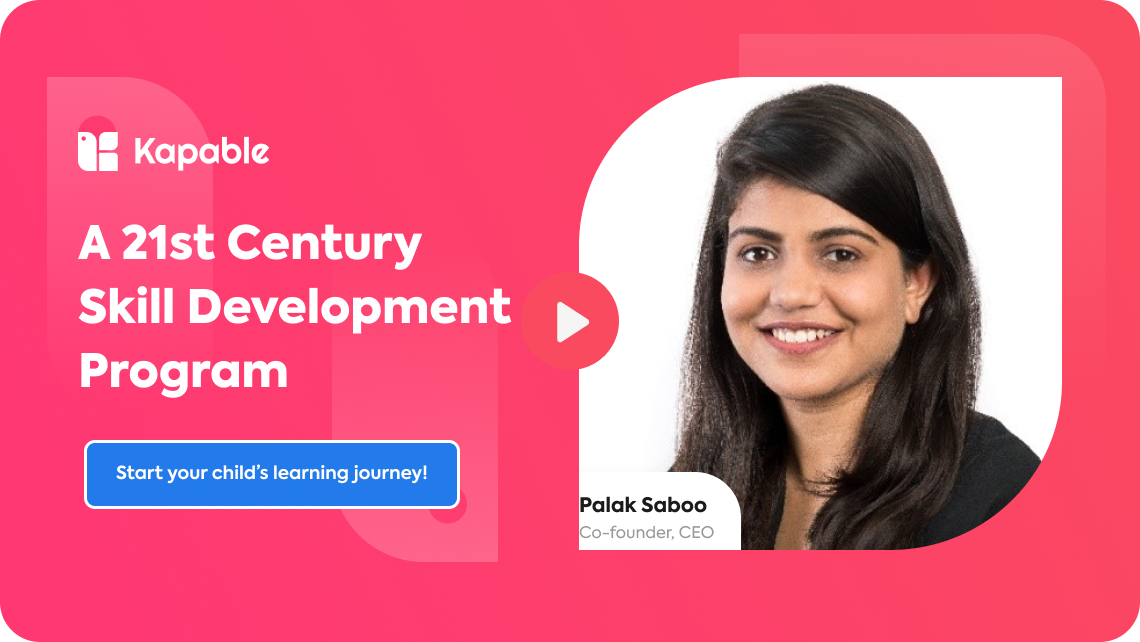 Kapable
A 21st Century
Skill Development
Program
Start your child’s learning journey!
Palak Saboo
Co-founder, CEO